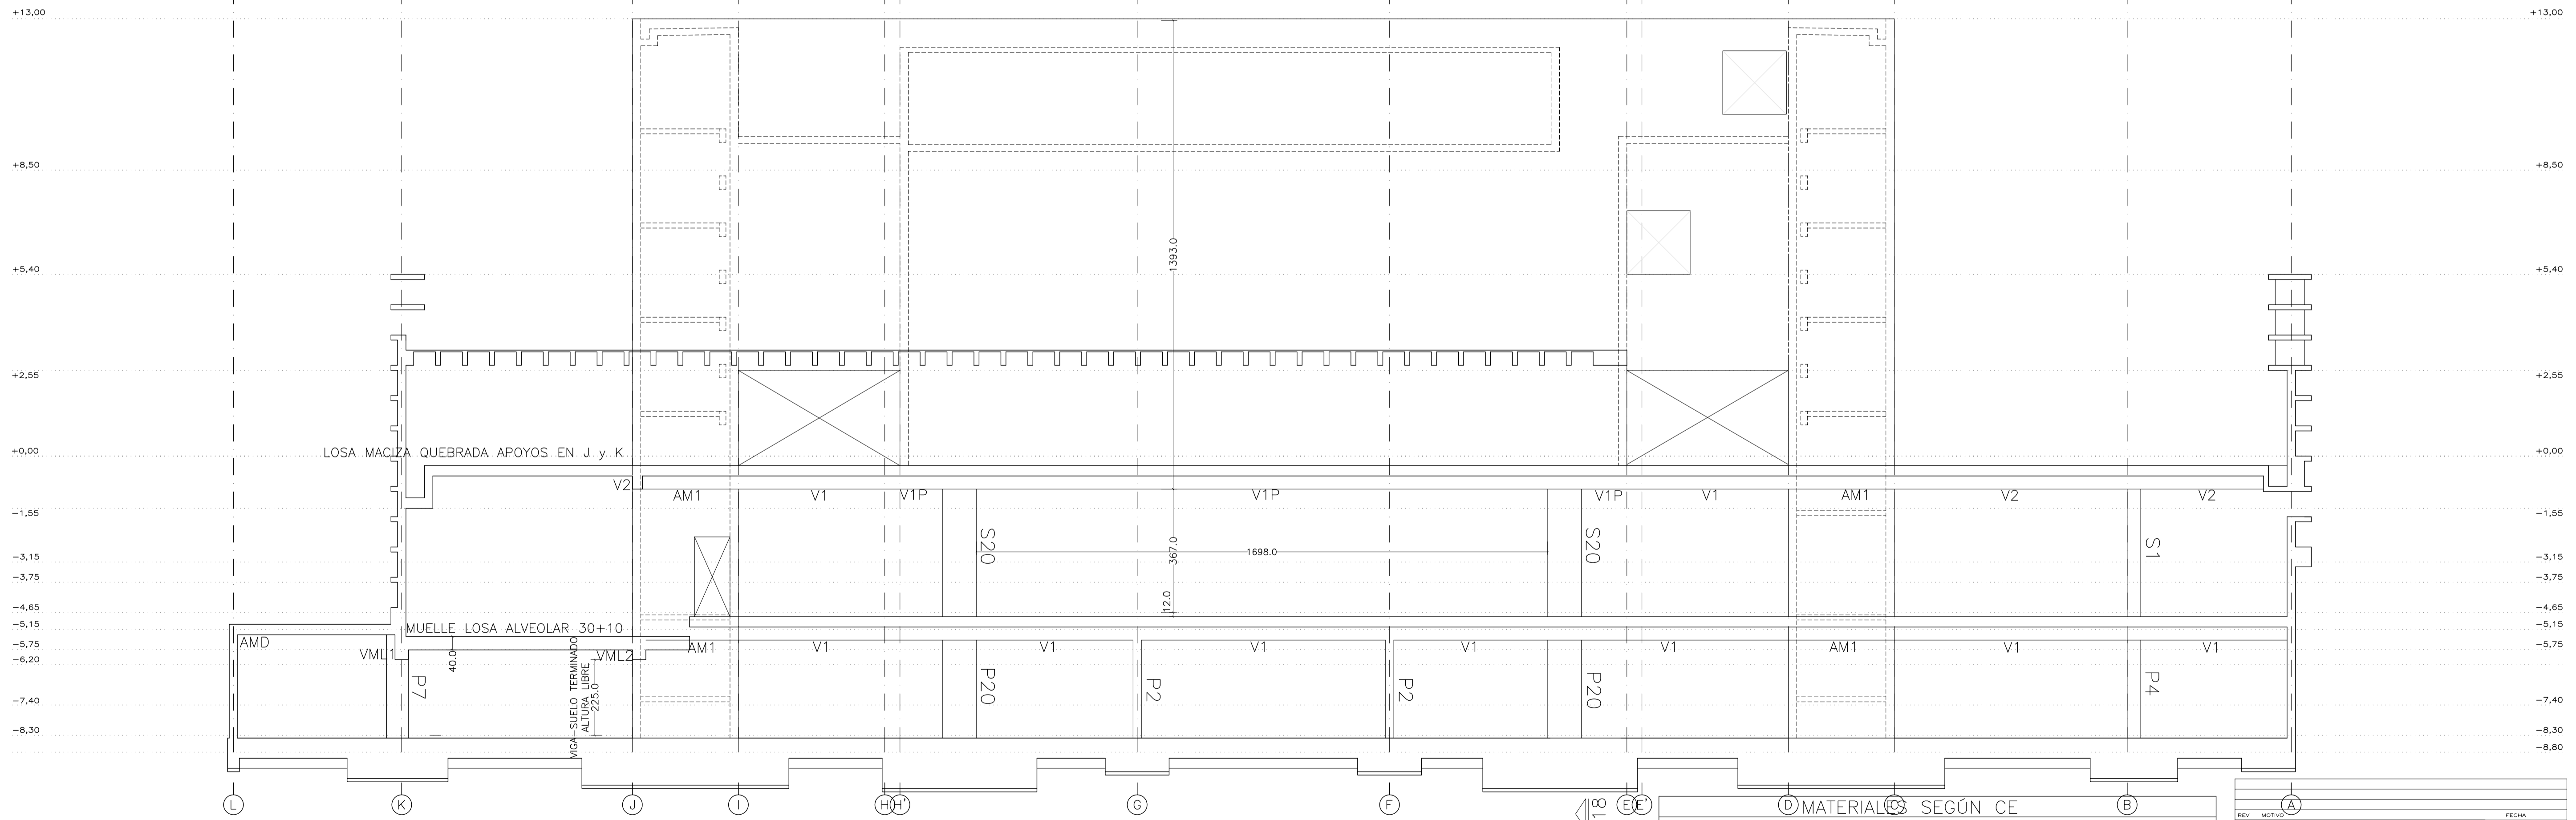 +13,00
+13,00
+8,50
+8,50
1393.0
+5,40
+5,40
+2,55
+2,55
+0,00
LOSA MACIZA QUEBRADA APOYOS EN J y K
+0,00
V2
AM1
V1
V1P
V1P
V1P
V1
AM1
V2
V2
-1,55
-1,55
S20
S20
S1
367.0
1698.0
-3,15
-3,15
-3,75
-3,75
12.0
-4,65
-4,65
-5,15
MUELLE LOSA ALVEOLAR 30+10
-5,15
AMD
-5,75
VML1
40.0
VML2
AM1
V1
V1
V1
V1
V1
AM1
V1
V1
-5,75
-6,20
P7
VIGA-SUELO TERMINADO
ALTURA LIBRE
225.0
P20
P2
P2
P20
P4
-7,40
-7,40
-8,30
-8,30
-8,80
L
K
J
I
H
H'
G
F
18
E
E'
D
MATERIALES SEGÚN CE
C
B
A
REV MOTIVO FECHA